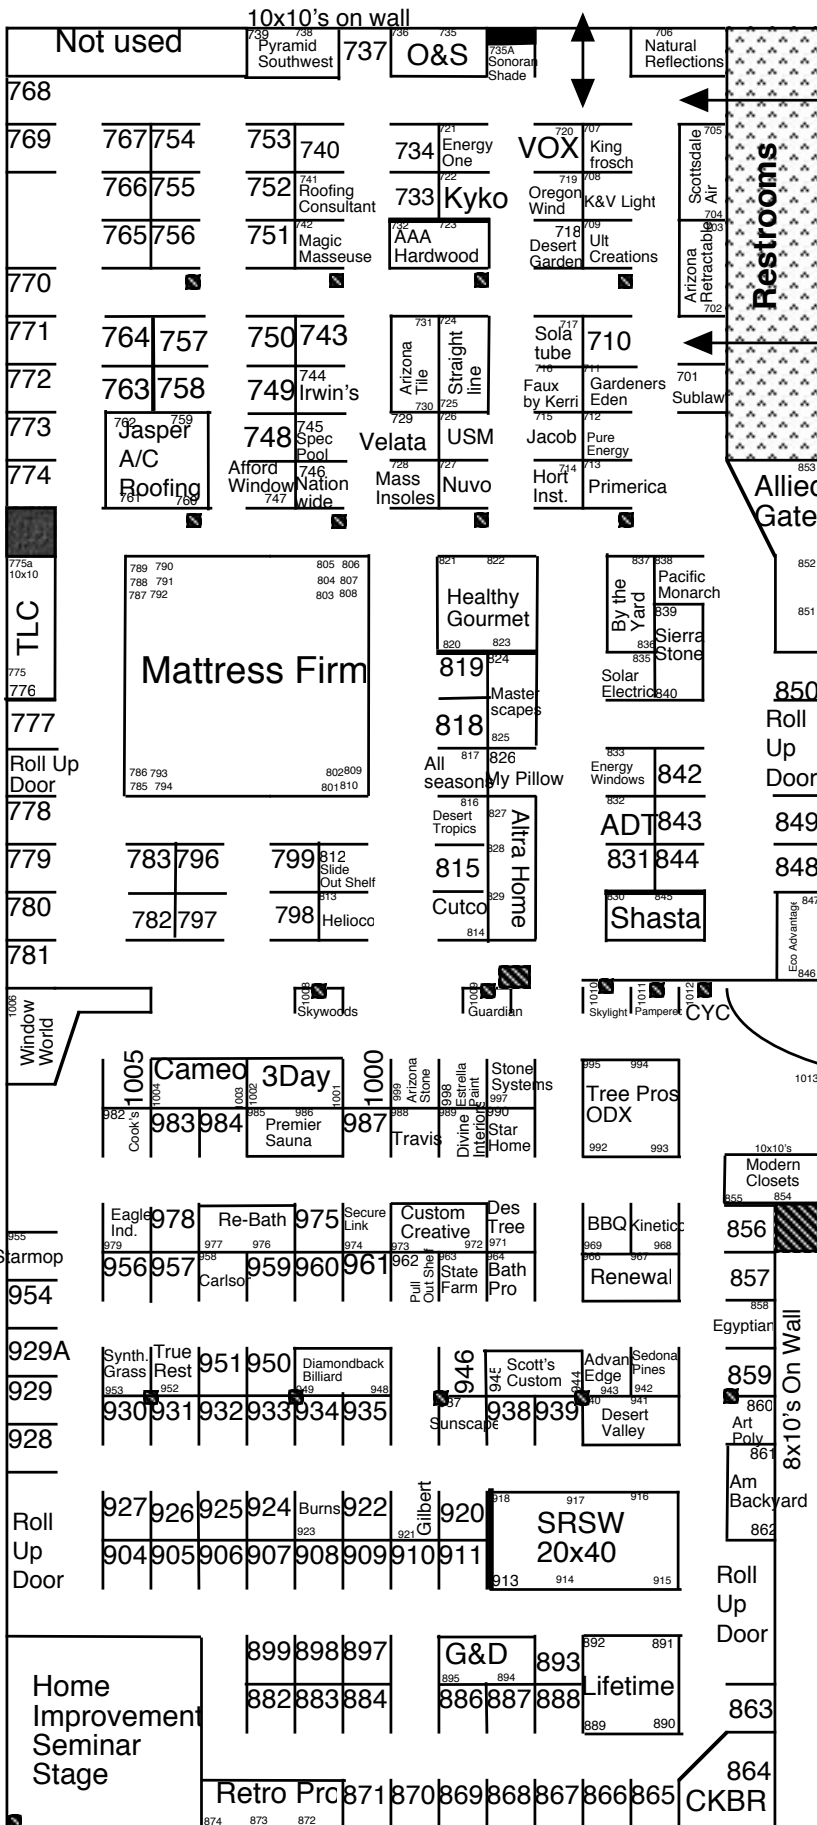 10x10's on wall
Not used
739 738
Pyramid
Southwest
737
736 735
O&S
735A
Sonoran
Shade
706
Natural
Reflections
768
769
767 754
753
740
734
721
Energy
One
VOX
720
707
King
frosch
705
Scottsdale
Air
704
Restrooms
766 755
752
741
Roofing
Consultant
733
722
Kyko
719
Oregon
Wind
708
K&V Light
765 756
751
742
Magic
Masseuse
732 723
AAA
Hardwood
718
Desert
Garden
709
Ult
Creations
703
Arizona
Retractable
702
770
771
764 757
750 743
731
Arizona
Tile
730
724
Straight
line
725
717
Sola
tube
710
772
763 758
749
744
Irwin's
716
Faux
by Kerri
711
Gardeners
Eden
701
Sublaw
773
762 759
Jasper
A/C
Roofing
761 760
748
745
Spec
Pool
729
Velata
726
USM
715
Jacob
712
Pure
Energy
774
Afford
Window
747
746
Nation
wide
728
Mass
Insoles
727
Nuvo
714
Hort
Inst.
713
Primerica
853
Allied
Gate
852
851
775a
10x10
TLC
775
776
789 790
788 791
787 792
805 806
804 807
803 808
Mattress Firm
786 793
785 794
802 809
801 810
821 822
Healthy
Gourmet
820 823
837
By the
Yard
836
838
Pacific
Monarch
839
Sierra
Stone
840
835
Solar
Electric
819
824
Master
scapes
825
818
777
850
Roll
Up
Door
Roll Up
Door
817
All
seasons
826
My Pillow
833
Energy
Windows
842
778
816
Desert
Tropics
827
Altra Home
828
829
832
ADT
843
849
779
783 796
799
812
Slide
Out Shelf
815
831 844
848
780
782 797
798
813
Helioco
Cutco
814
830 845
Shasta
847
Eco Advantage
846
781
1006
Window
World
1008
Skywoods
1009
Guardian
1010
Skylight
1011
Pamperec
1012
CYC
1013
1005
1004
Cameo
1003
1002
3Day
1001
1000
999
Arizona
Stone
998
Estrella
Paint
Stone
Systems
997
995 994
Tree Pros
ODX
992 993
982
Cook's
983 984
985 986
Premier
Sauna
987
988
Travis
989
Divine
Interiors
990
Star
Home
10x10's
Modern
Closets
855 854
Eagle
Ind.
979
978
Re-Bath
977 976
975
Secure
Link
974
Custom
Creative
973 972
Des
Tree
971
BBQ
969
Kinetico
968
856
955
Starmop
956 957
958
Carlson
959 960 961
962
Pull
Out Shelf
963
State
Farm
964
Bath
Pro
966 967
Renewal
857
954
858
Egyptian
8x10's On Wall
929A
Synth.
Grass
953
True
Rest
952
951 950
Diamondback
Billiard
949 948
946
945
Scott's
Custom
944
Advan
Edge
943
Sedona
Pines
942
859
929
930 931 932 933 934 935
937
Sunscape
938 939
940 941
Desert
Valley
860
Art
Poly
928
861
Am
Backyard
862
927 926 925 924
Burns
923
922
921
Gilbert
920
918 917 916
SRSW
20x40
913 914 915
Roll
Up
Door
904 905 906 907 908 909 910 911
Roll
Up
Door
899 898 897
G&D
895 894
893
892 891
Lifetime
889 890
882 883 884
886 887 888
863
Home
Improvement
Seminar
Stage
Retro Pro
874 873 872
871 870 869 868 867 866 865
864
CKBR